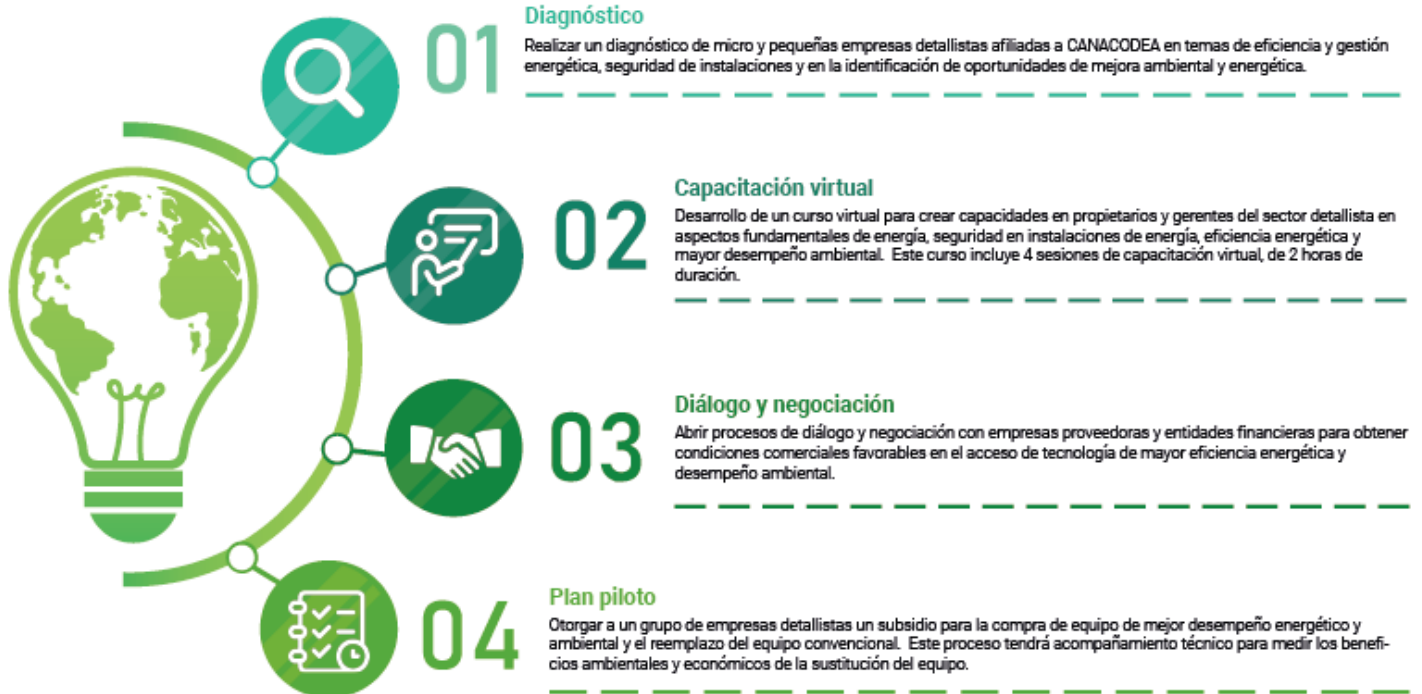 01
Diagnóstico
Realizar un diagnóstico de micro y pequeñas empresas detallistas afiliadas a CANACODEA en temas de eficiencia y gestión
energética, seguridad de instalaciones y en la identificación de oportunidades de mejora ambiental y energética.
02
Capacitación virtual
Desarrollo de un curso virtual para crear capacidades en propietarios y gerentes del sector detallista en
aspectos fundamentales de energía, seguridad en instalaciones de energía, eficiencia energética y
mayor desempeño ambiental. Este curso incluye 4 sesiones de capacitación virtual, de 2 horas de
duración.
03
Diálogo y negociación
Abrir procesos de diálogo y negociación con empresas proveedoras y entidades financieras para obtener
condiciones comerciales favorables en el acceso de tecnología de mayor eficiencia energética y
desempeño ambiental.
04
Plan piloto
Otorgar a un grupo de empresas detallistas un subsidio para la compra de equipo de mejor desempeño energético y
ambiental y el reemplazo del equipo convencional. Este proceso tendrá acompañamiento técnico para medir los benefi-
cios ambientales y económicos de la sustitución del equipo.